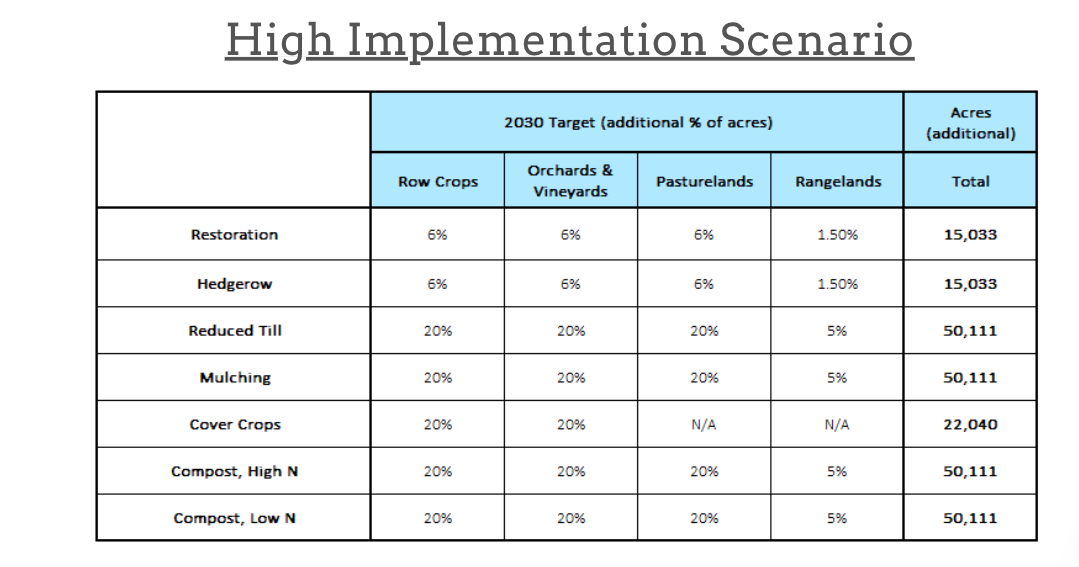 High Implementation Scenario
2030 Target (additional % of acres)
Acres
(additional)
Row Crops
Orchards &
Vineyards
Pasturelands
Rangelands
Total
Restoration 6% 6% 6% 1.50% 15,033
Hedgerow 6% 6% 6% 1.50% 15,033
Reduced Till 20% 20% 20% 5% 50,111
Mulching 20% 20% 20% 5% 50,111
Cover Crops 20% 20% N/A N/A 22,040
Compost, High N 20% 20% 20% 5% 50,111
Compost, Low N 20% 20% 20% 5% 50,111